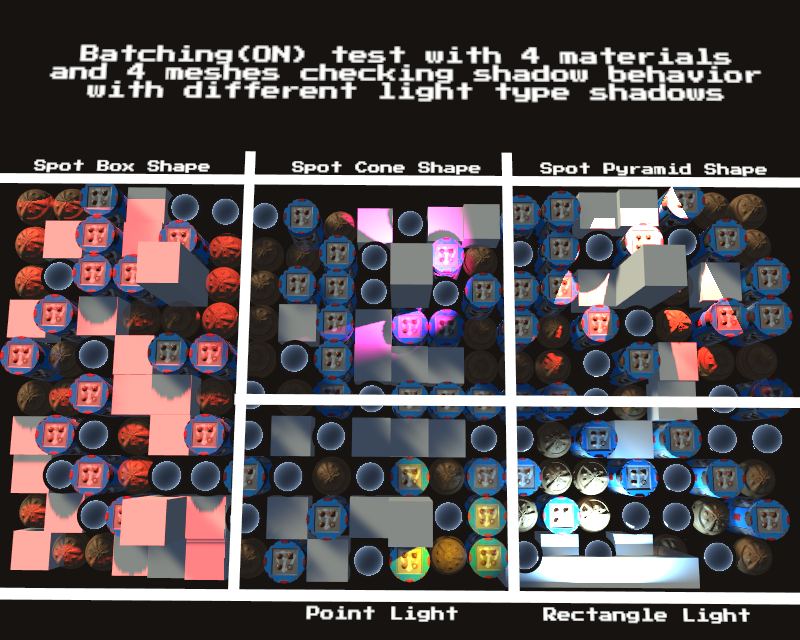 Batching(ON) test with 4 materials
and 4 meshes checking shadow behavior
with different light type shadows
Spot Box Shape
Spot Cone Shape
Spot Pyramid Shape
Point Light
Rectangle Light